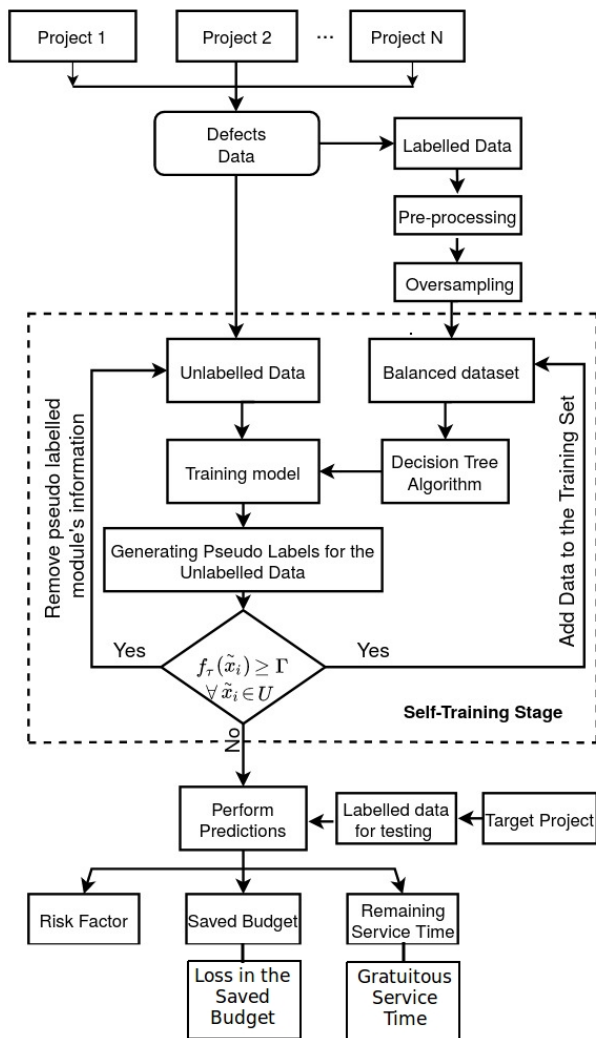 Project 1
Project 2
...
Project N
Defects
Data
Labelled Data
Pre-processing
Oversampling
Unlabelled Data
Balanced dataset
Training model
Decision Tree
Algorithm
Generating Pseudo Labels for the
Unlabelled Data
Remove pseudo labelled
module's information
Add Data to the Training Set
Yes
Yes
f_τ(x̃_i) ≥ Γ
∀ x̃_i ∈ U
Self-Training Stage
No
Perform
Predictions
Labelled data
for testing
Target Project
Risk Factor
Saved Budget
Remaining
Service Time
Loss in the
Saved
Budget
Gratuitous
Service
Time